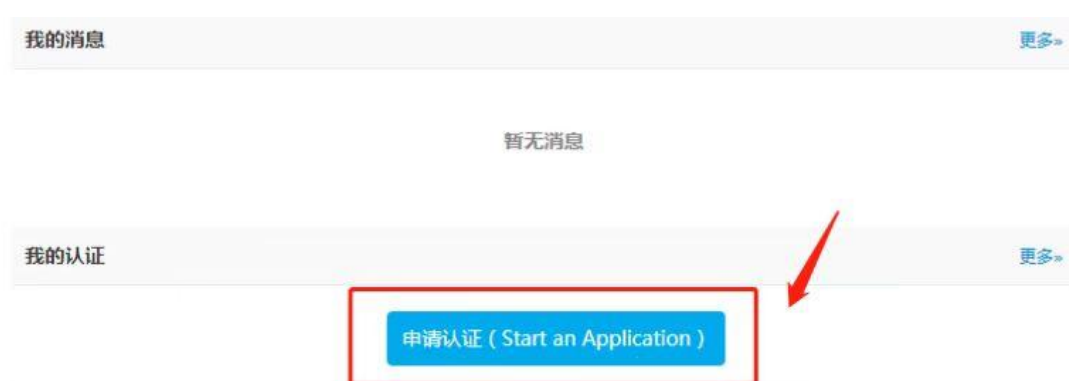 我的消息 更多»
暂无消息
我的认证 更多»
申请认证 ( Start an Application )